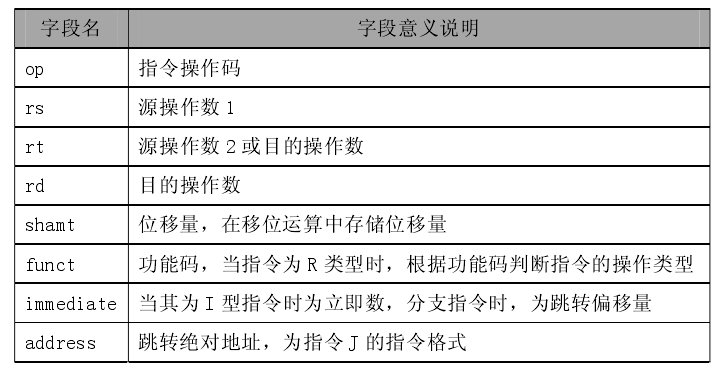 字段名 字段意义说明
op 指令操作码
rs 源操作数 1
rt 源操作数 2 或目的操作数
rd 目的操作数
shamt 位移量，在移位运算中存储位移量
funct 功能码，当指令为 R 类型时，根据功能码判断指令的操作类型
immediate 当其为 I 型指令时为立即数，分支指令时，为跳转偏移量
address 跳转绝对地址，为指令 J 的指令格式